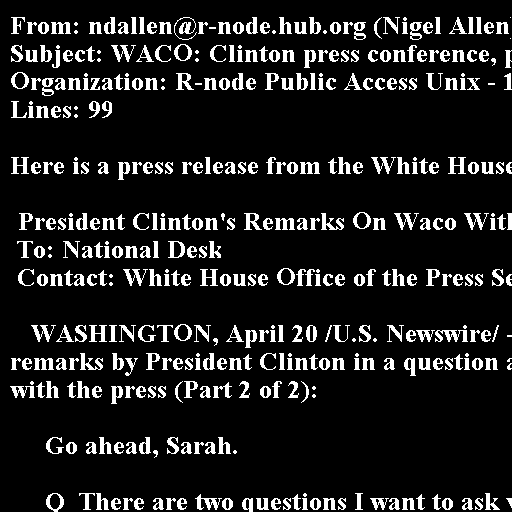 From: ndallen@r-node.hub.org (Nigel Allen)
Subject: WACO: Clinton press conference, p
Organization: R-node Public Access Unix - 1
Lines: 99
Here is a press release from the White House
President Clinton's Remarks On Waco With
To: National Desk
Contact: White House Office of the Press Se
WASHINGTON, April 20 /U.S. Newswire/ -
remarks by President Clinton in a question a
with the press (Part 2 of 2):
Go ahead, Sarah.
Q There are two questions I want to ask